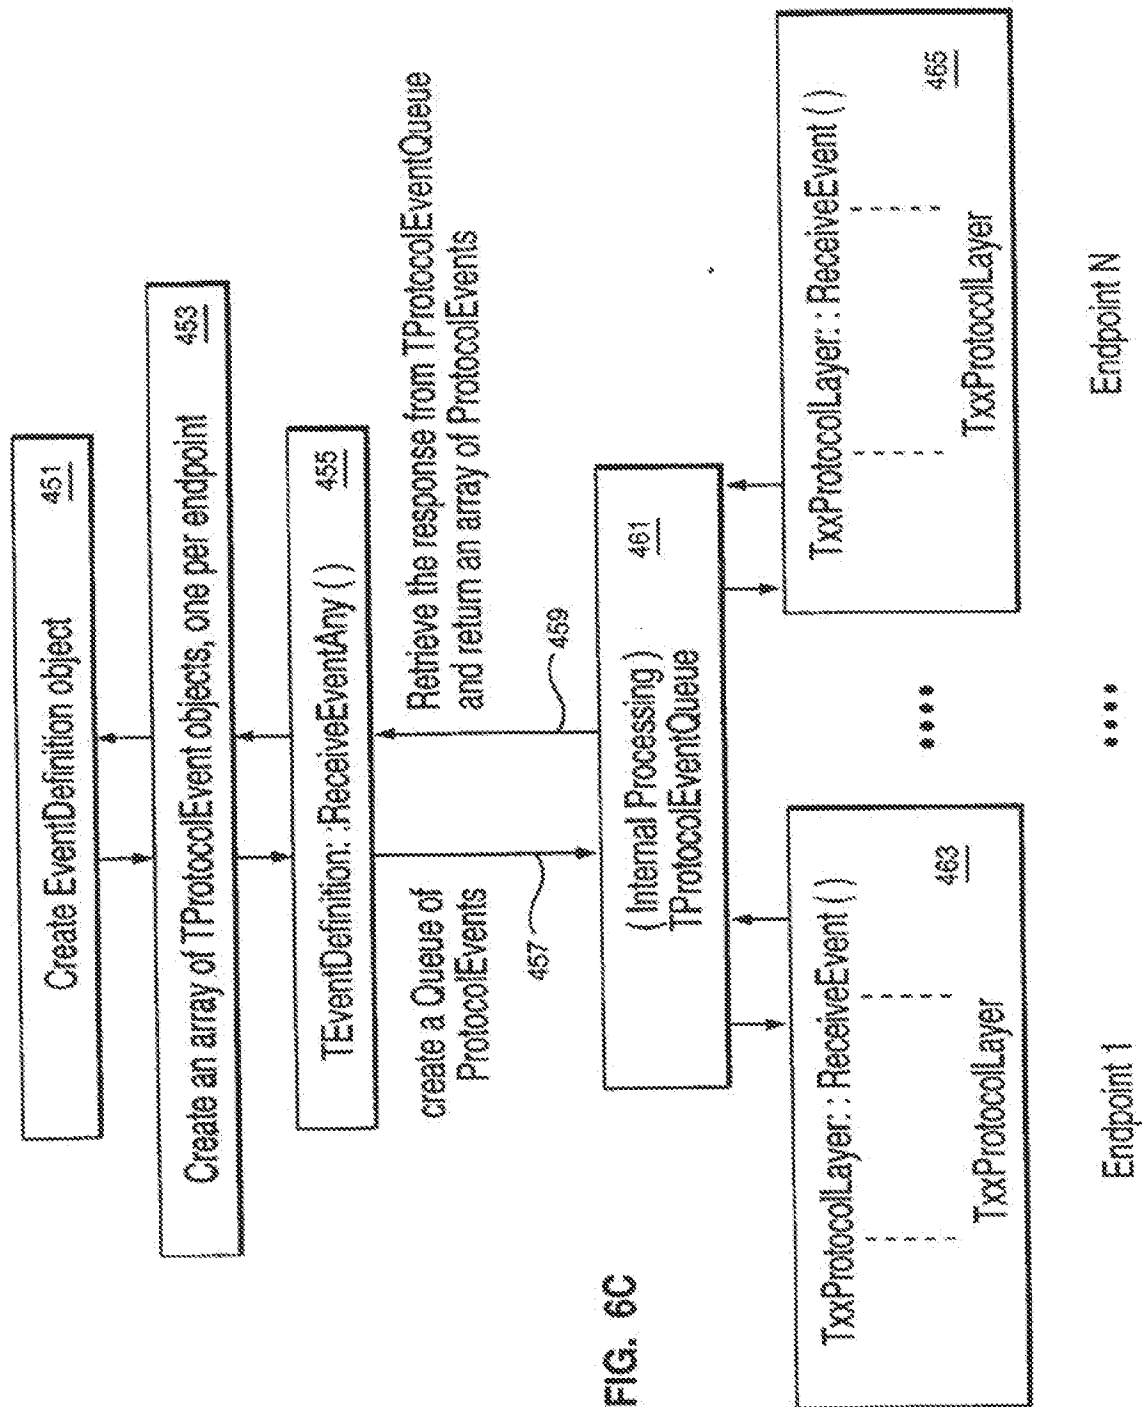 Create EventDefinition object 451
Create an array of TProtocolEvent objects, one per endpoint 453
TEventDefinition: :ReceiveEventAny ( ) 455
create a Queue of
ProtocolEvents
457
459
Retrieve the response from TProtocolEventQueue
and return an array of ProtocolEvents
( Internal Processing ) 461
TProtocolEventQueue
TxxProtocolLayer: : ReceiveEvent ( )
463
TxxProtocolLayer
TxxProtocolLayer: : ReceiveEvent ( )
465
TxxProtocolLayer
Endpoint 1
Endpoint N
FIG. 6C